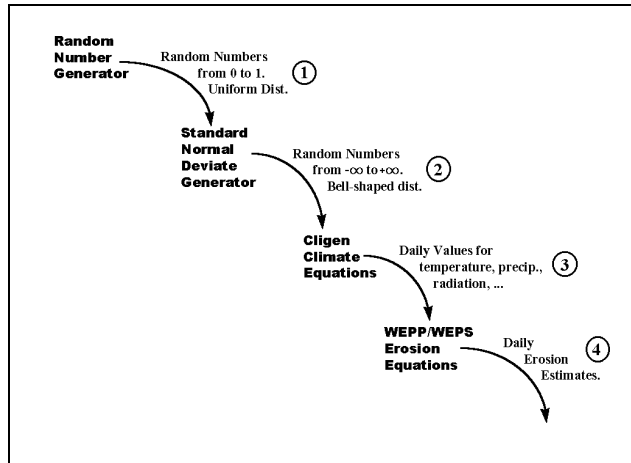 Random
Number
Generator
Random Numbers
from 0 to 1.
Uniform Dist.
1
Standard
Normal
Deviate
Generator
Random Numbers
from -∞ to +∞.
Bell-shaped dist.
2
Cligen
Climate
Equations
Daily Values for
temperature, precip.,
radiation, ...
3
WEPP/WEPS
Erosion
Equations
Daily
Erosion
Estimates.
4